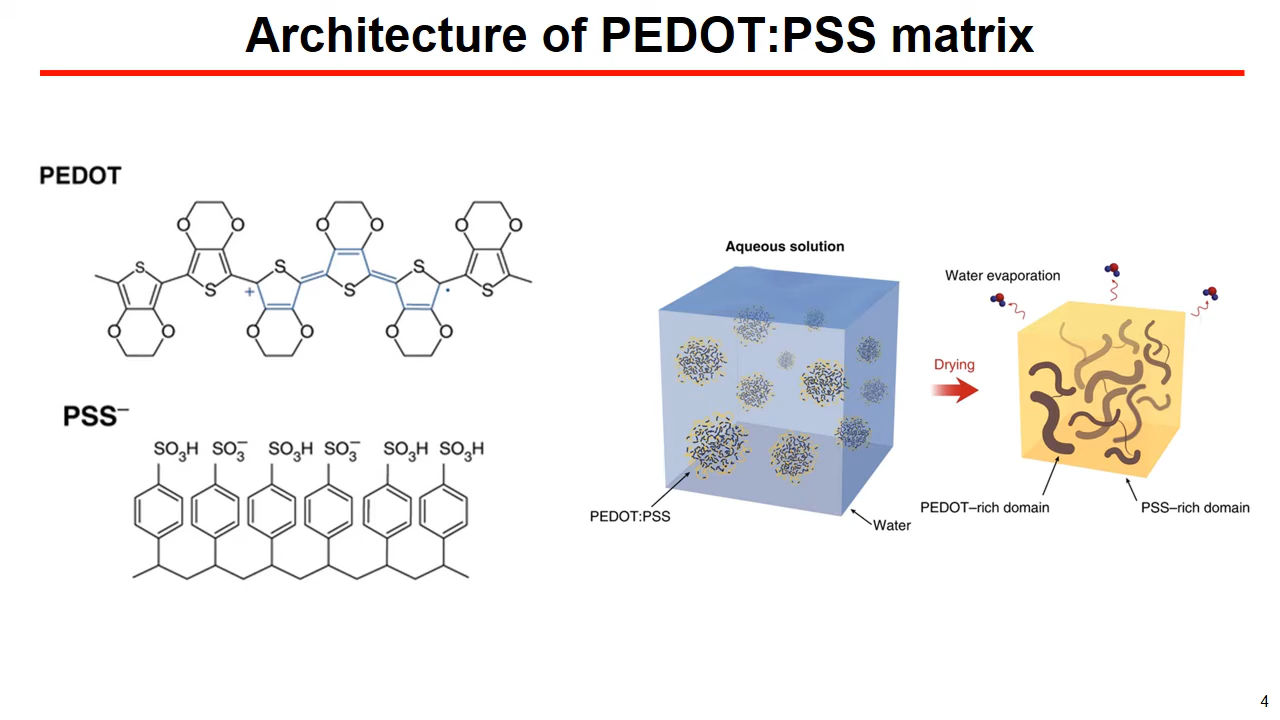 Architecture of PEDOT:PSS matrix
PEDOT
O O O O O O
S S S S S S
+ ·
O O O O O O
PSS⁻
SO₃H SO₃⁻ SO₃H SO₃⁻ SO₃H SO₃H
Aqueous solution
PEDOT:PSS
Water
Drying
Water evaporation
PEDOT–rich domain
PSS–rich domain
4